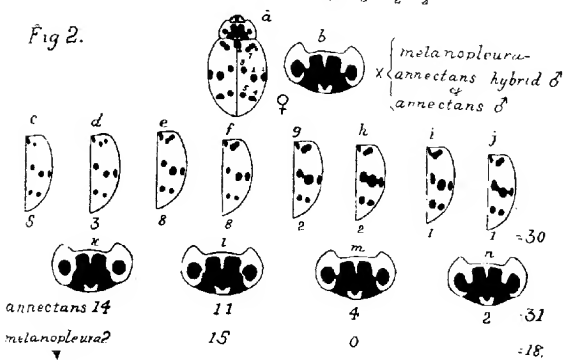 Fig 2.
a
b
♀
X
melanopleura-
annectans hybrid ♂
&
annectans ♂
c d e f g h i j
5 3 8 8 2 2 1 1 =30
k l m n
annectans 14 11 4 2 =31
melanopleura 2 15 0 =18.